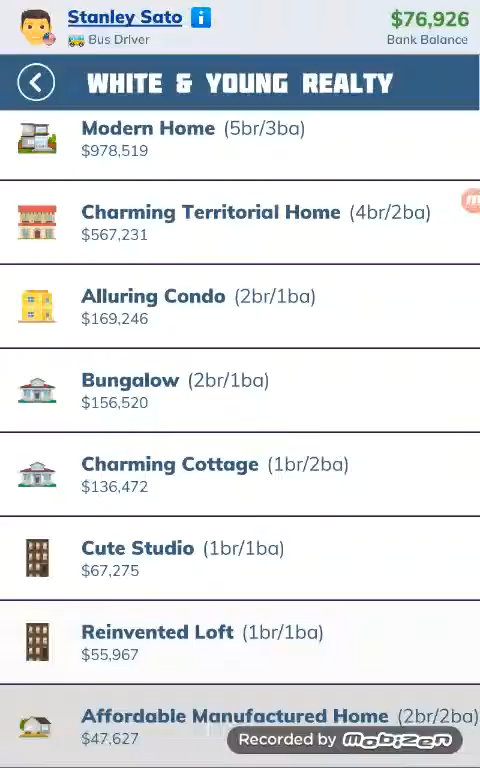 Stanley Sato i
Bus Driver
$76,926
Bank Balance
WHITE & YOUNG REALTY
Modern Home (5br/3ba)
$978,519
Charming Territorial Home (4br/2ba)
$567,231
Alluring Condo (2br/1ba)
$169,246
Bungalow (2br/1ba)
$156,520
Charming Cottage (1br/2ba)
$136,472
Cute Studio (1br/1ba)
$67,275
Reinvented Loft (1br/1ba)
$55,967
Affordable Manufactured Home (2br/2ba)
$47,627
Recorded by mobizen